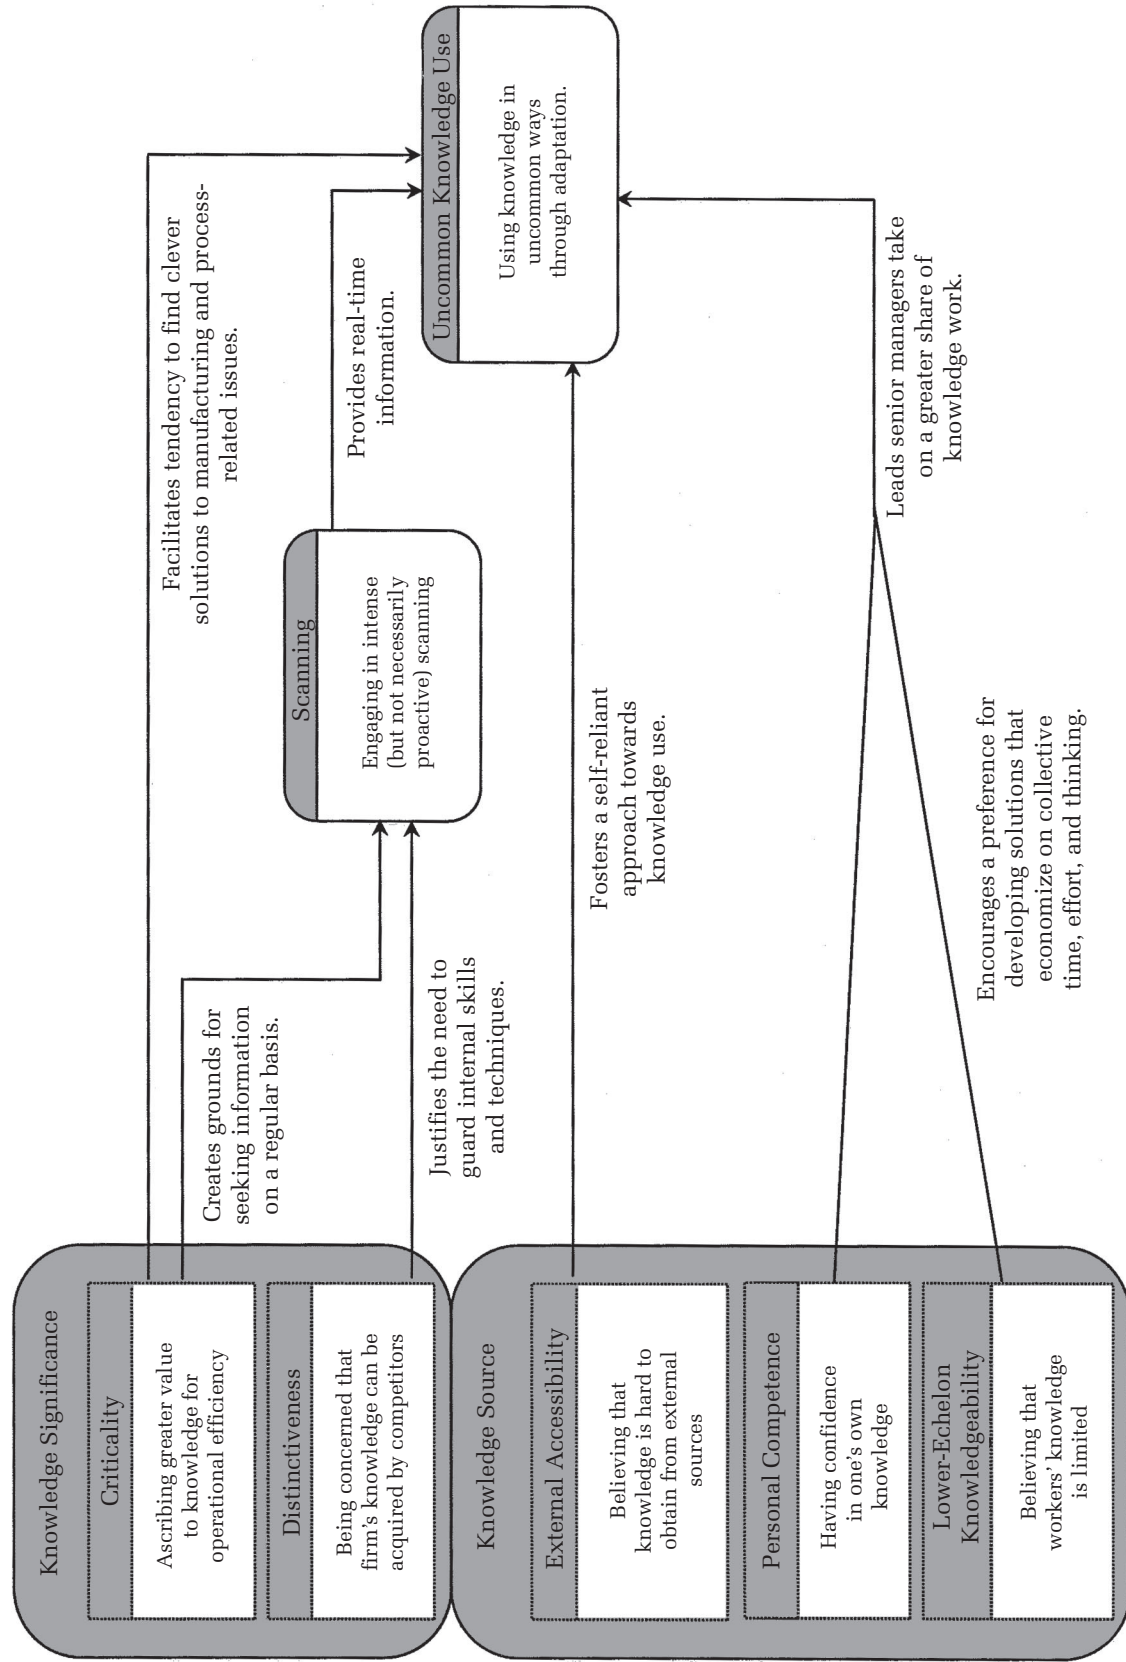 Knowledge Significance
Criticality
Ascribing greater value
to knowledge for
operational efficiency
Distinctiveness
Being concerned that
firm's knowledge can be
acquired by competitors
Knowledge Source
External Accessibility
Believing that
knowledge is hard to
obtain from external
sources
Personal Competence
Having confidence
in one's own
knowledge
Lower-Echelon
Knowledgeability
Believing that
workers' knowledge
is limited
Creates grounds for
seeking information
on a regular basis.
Justifies the need to
guard internal skills
and techniques.
Scanning
Engaging in intense
(but not necessarily
proactive) scanning
Fosters a self-reliant
approach towards
knowledge use.
Encourages a preference for
developing solutions that
economize on collective
time, effort, and thinking.
Facilitates tendency to find clever
solutions to manufacturing and process-
related issues.
Provides real-time
information.
Leads senior managers take
on a greater share of
knowledge work.
Uncommon Knowledge Use
Using knowledge in
uncommon ways
through adaptation.